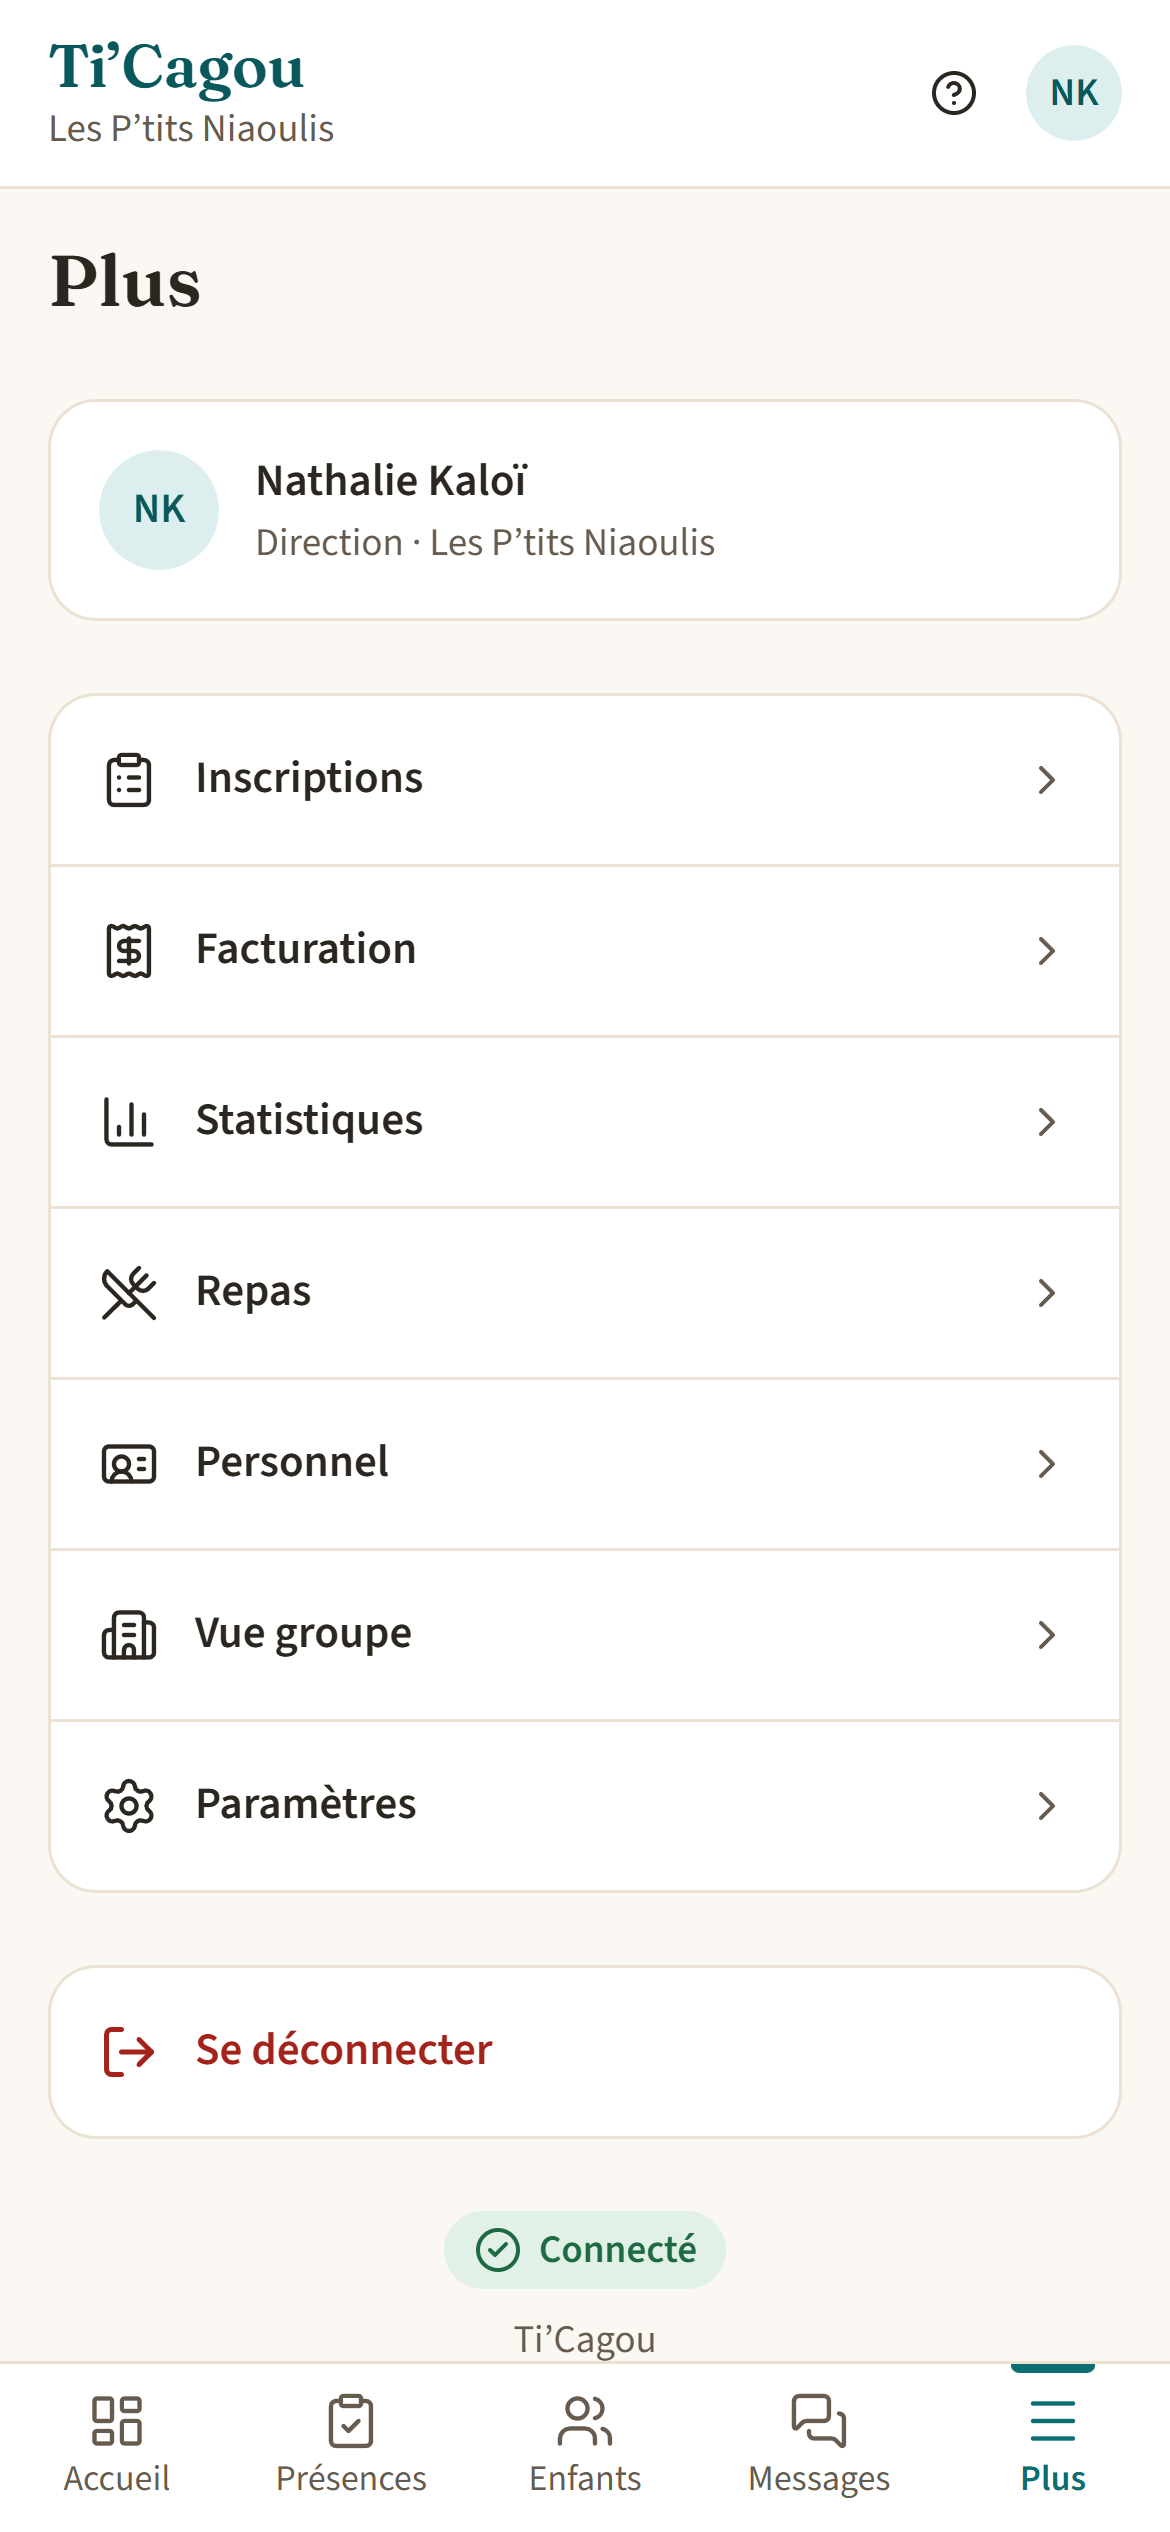 Ti’Cagou
Les P’tits Niaoulis
NK
Plus
NK
Nathalie Kaloï
Direction · Les P’tits Niaoulis
Inscriptions
Facturation
Statistiques
Repas
Personnel
Vue groupe
Paramètres
Se déconnecter
Connecté
Ti’Cagou
Accueil
Présences
Enfants
Messages
Plus